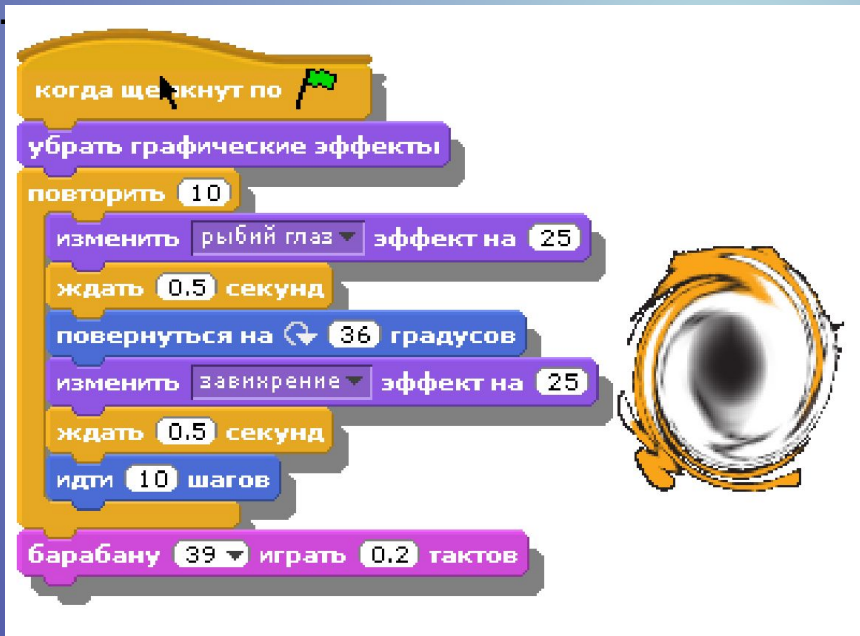 когда щелкнут по
убрать графические эффекты
повторить 10
изменить рыбий глаз эффект на 25
ждать 0.5 секунд
повернуться на 36 градусов
изменить завихрение эффект на 25
ждать 0.5 секунд
идти 10 шагов
барабану 39 играть 0.2 тактов